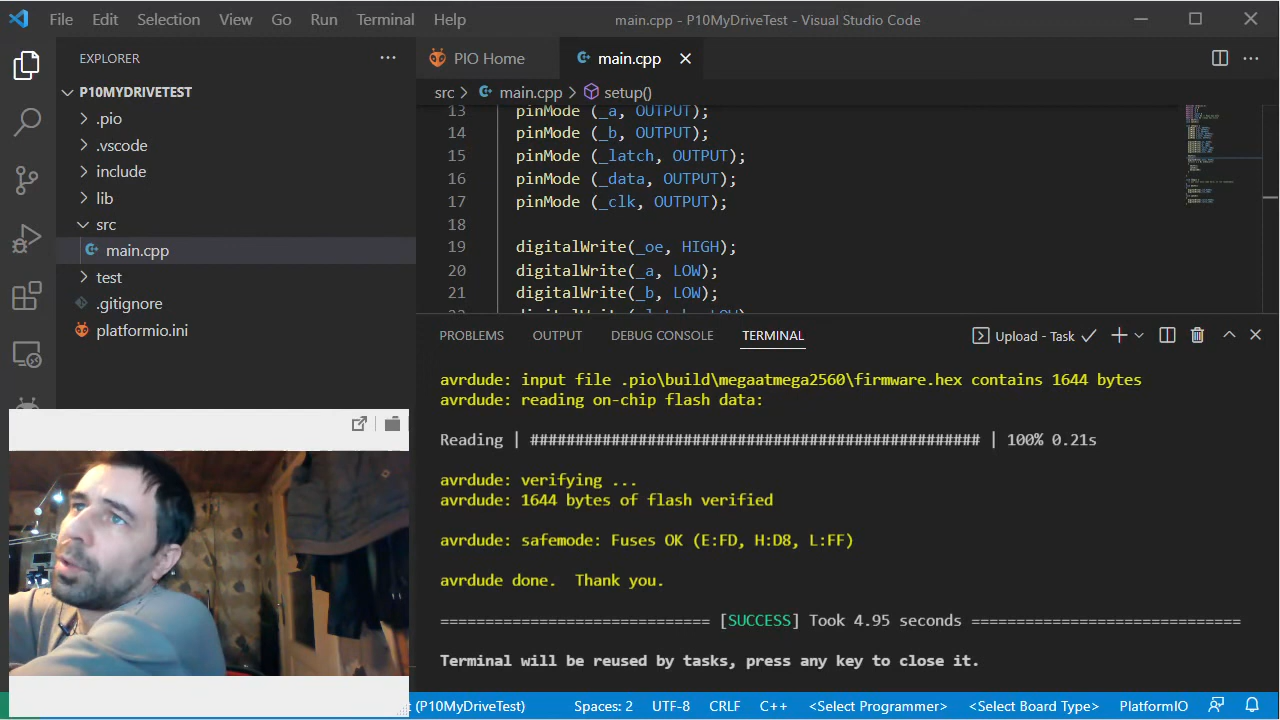 File Edit Selection View Go Run Terminal Help
main.cpp - P10MyDriveTest - Visual Studio Code
EXPLORER
P10MYDRIVETEST
.pio
.vscode
include
lib
src
main.cpp
test
.gitignore
platformio.ini
PIO Home
main.cpp
src > main.cpp > setup()
13 pinMode (_a, OUTPUT);
14 pinMode (_b, OUTPUT);
15 pinMode (_latch, OUTPUT);
16 pinMode (_data, OUTPUT);
17 pinMode (_clk, OUTPUT);
18
19 digitalWrite(_oe, HIGH);
20 digitalWrite(_a, LOW);
21 digitalWrite(_b, LOW);
PROBLEMS OUTPUT DEBUG CONSOLE TERMINAL
Upload - Task
avrdude: input file .pio\build\megaatmega2560\firmware.hex contains 1644 bytes
avrdude: reading on-chip flash data:
Reading | ################################################## | 100% 0.21s
avrdude: verifying ...
avrdude: 1644 bytes of flash verified
avrdude: safemode: Fuses OK (E:FD, H:D8, L:FF)
avrdude done.  Thank you.
============================== [SUCCESS] Took 4.95 seconds ==============================
Terminal will be reused by tasks, press any key to close it.
(P10MyDriveTest) Spaces: 2 UTF-8 CRLF C++ <Select Programmer> <Select Board Type> PlatformIO